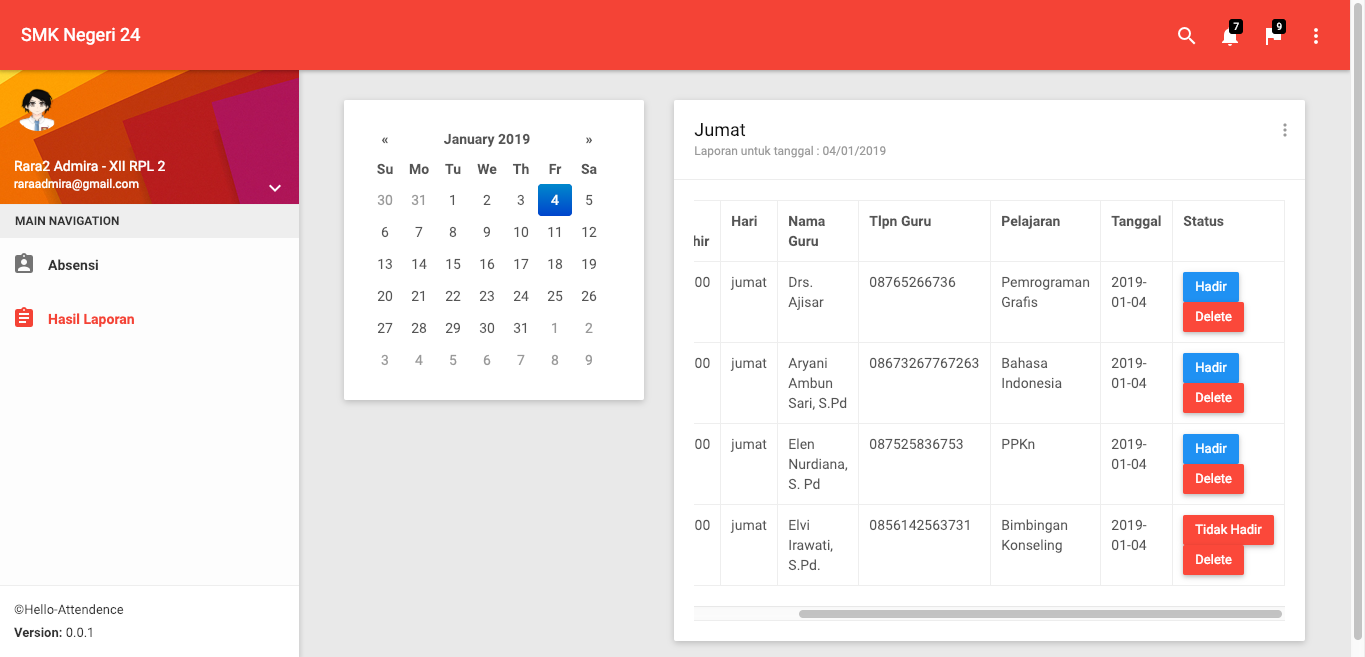 SMK Negeri 24
7
9
Rara2 Admira - XII RPL 2
raraadmira@gmail.com
MAIN NAVIGATION
Absensi
Hasil Laporan
©Hello-Attendence
Version: 0.0.1
« January 2019 »
Su Mo Tu We Th Fr Sa
30 31 1 2 3 4 5
6 7 8 9 10 11 12
13 14 15 16 17 18 19
20 21 22 23 24 25 26
27 28 29 30 31 1 2
3 4 5 6 7 8 9
Jumat
Laporan untuk tanggal : 04/01/2019
Hari Nama Tlpn Guru Pelajaran Tanggal Status
hir Guru
00 jumat Drs. 08765266736 Pemrograman 2019- Hadir
Ajisar Grafis 01-04 Delete
00 jumat Aryani 08673267767263 Bahasa 2019- Hadir
Ambun Indonesia 01-04 Delete
Sari, S.Pd
00 jumat Elen 087525836753 PPKn 2019- Hadir
Nurdiana, 01-04 Delete
S. Pd
00 jumat Elvi 0856142563731 Bimbingan 2019- Tidak Hadir
Irawati, Konseling 01-04 Delete
S.Pd.